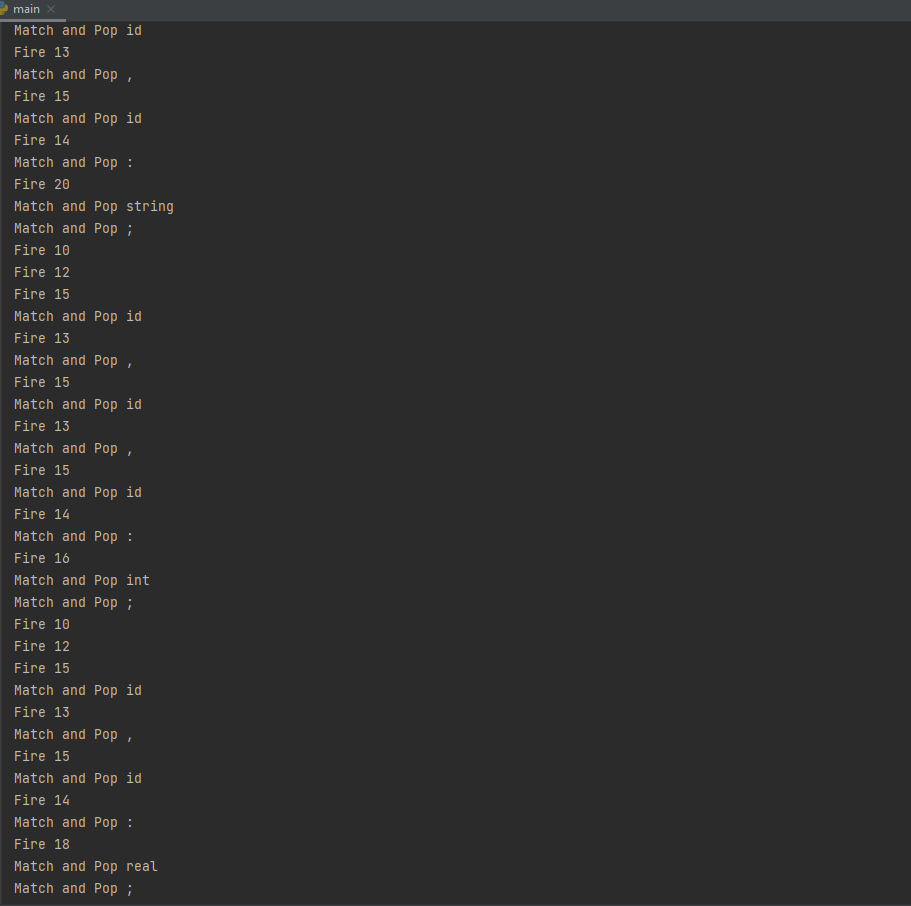 main
Match and Pop id
Fire 13
Match and Pop ,
Fire 15
Match and Pop id
Fire 14
Match and Pop :
Fire 20
Match and Pop string
Match and Pop ;
Fire 10
Fire 12
Fire 15
Match and Pop id
Fire 13
Match and Pop ,
Fire 15
Match and Pop id
Fire 13
Match and Pop ,
Fire 15
Match and Pop id
Fire 14
Match and Pop :
Fire 16
Match and Pop int
Match and Pop ;
Fire 10
Fire 12
Fire 15
Match and Pop id
Fire 13
Match and Pop ,
Fire 15
Match and Pop id
Fire 14
Match and Pop :
Fire 18
Match and Pop real
Match and Pop ;